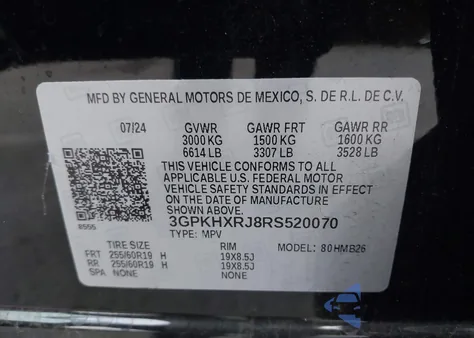 MFD BY GENERAL MOTORS DE MEXICO, S. DE R.L. DE C.V.
07/24 GVWR GAWR FRT GAWR RR
3000 KG 1500 KG 1600 KG
6614 LB 3307 LB 3528 LB
THIS VEHICLE CONFORMS TO ALL
APPLICABLE U.S. FEDERAL MOTOR
VEHICLE SAFETY STANDARDS IN EFFECT
ON THE DATE OF MANUFACTURE
SHOWN ABOVE.
3GPKHXRJ8RS520070
TYPE: MPV MODEL: 80HMB26
TIRE SIZE RIM
FRT 255/60R19 H 19X8.5J
RR 255/60R19 H 19X8.5J
SPA NONE NONE